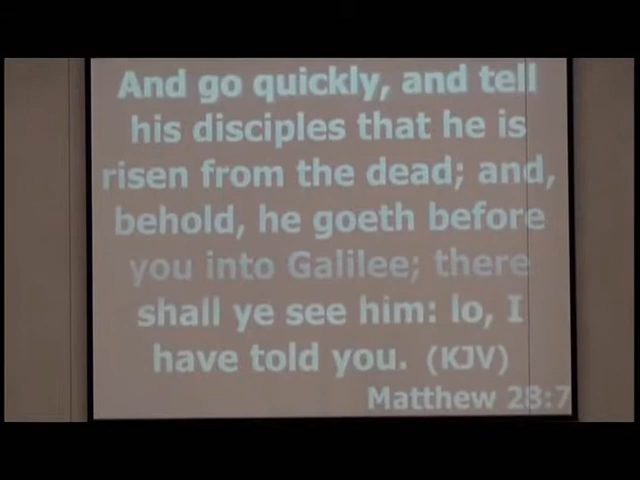 And go quickly, and tell
his disciples that he is
risen from the dead; and,
behold, he goeth before
you into Galilee; there
shall ye see him: lo, I
have told you. (KJV)
Matthew 28:7